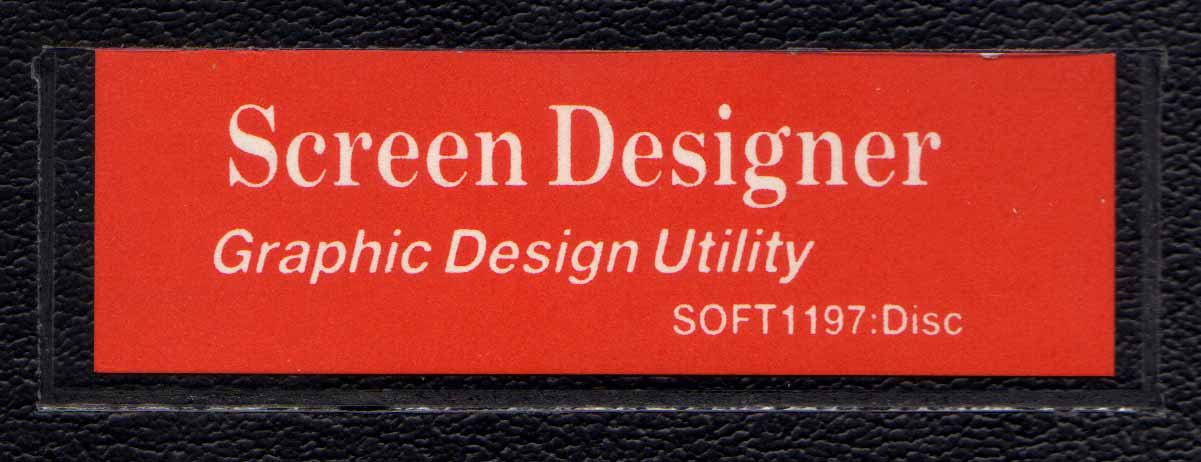 Screen Designer
Graphic Design Utility
SOFT1197:Disc